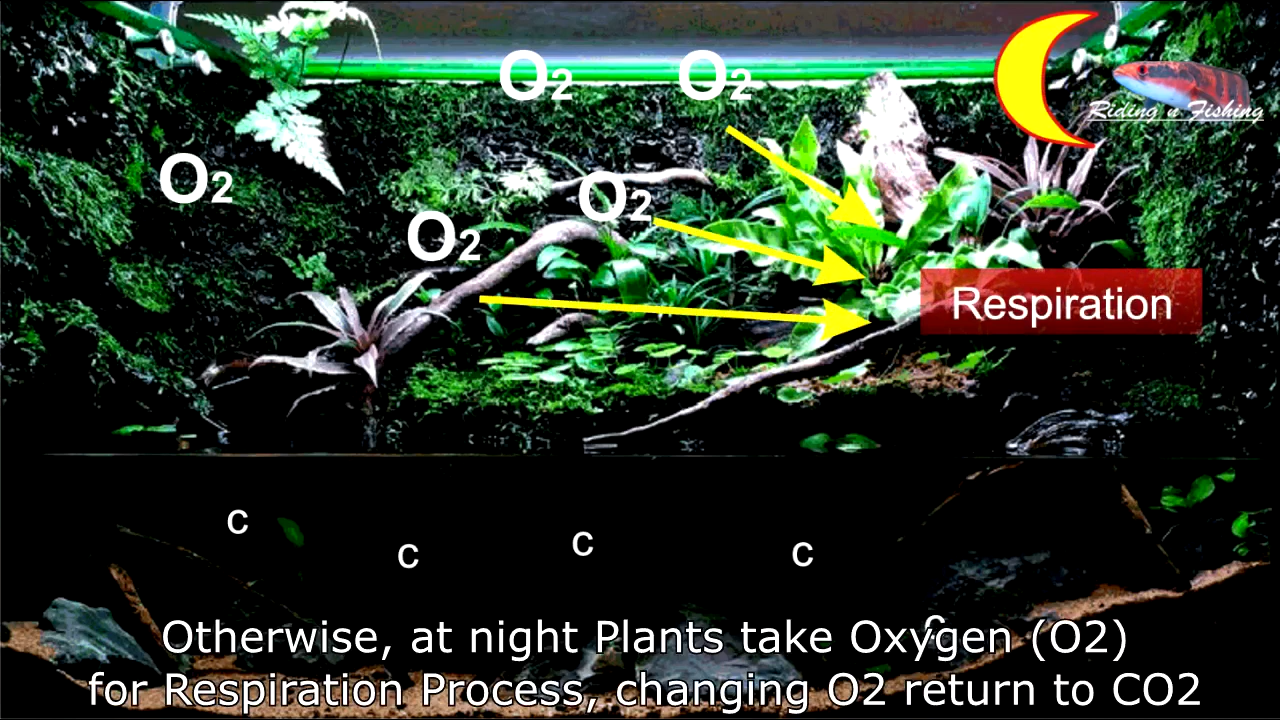 O2 O2
Riding n Fishing
O2
O2
O2
Respiration
C
C
C
C
C
Otherwise, at night Plants take Oxygen (O2)
for Respiration Process, changing O2 return to CO2